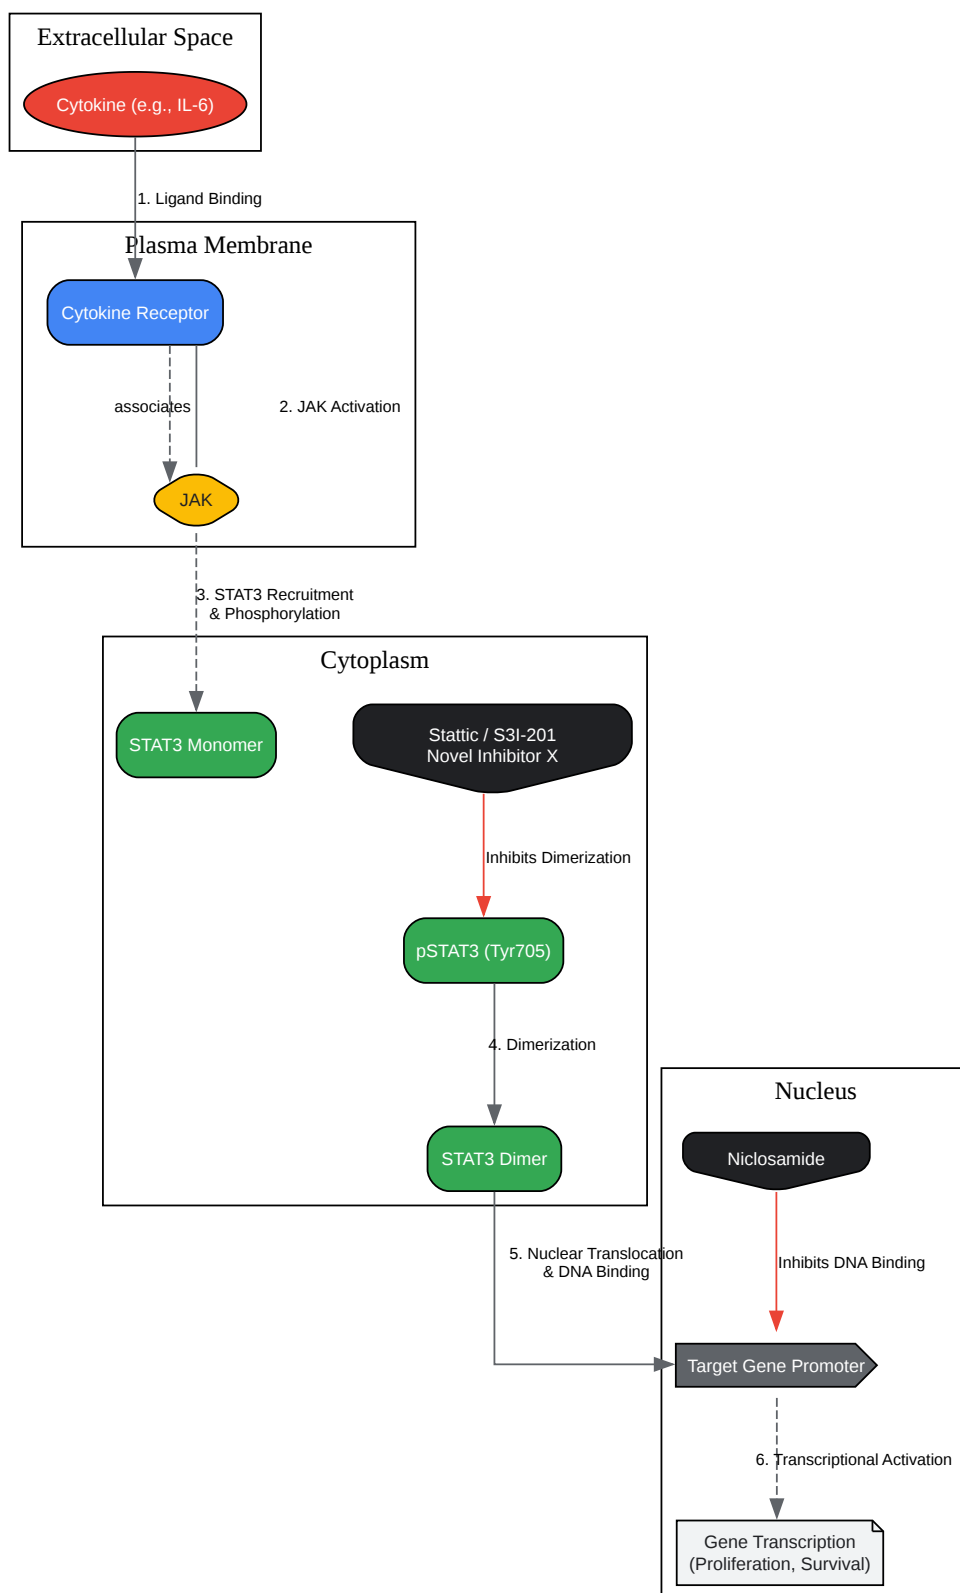 Extracellular Space
Cytokine (e.g., IL-6)
1. Ligand Binding
Plasma Membrane
Cytokine Receptor
associates
2. JAK Activation
JAK
3. STAT3 Recruitment
& Phosphorylation
Cytoplasm
STAT3 Monomer
Stattic / S3I-201
Novel Inhibitor X
Inhibits Dimerization
pSTAT3 (Tyr705)
4. Dimerization
STAT3 Dimer
Nucleus
Niclosamide
5. Nuclear Translocation
& DNA Binding
Inhibits DNA Binding
Target Gene Promoter
6. Transcriptional Activation
Gene Transcription
(Proliferation, Survival)